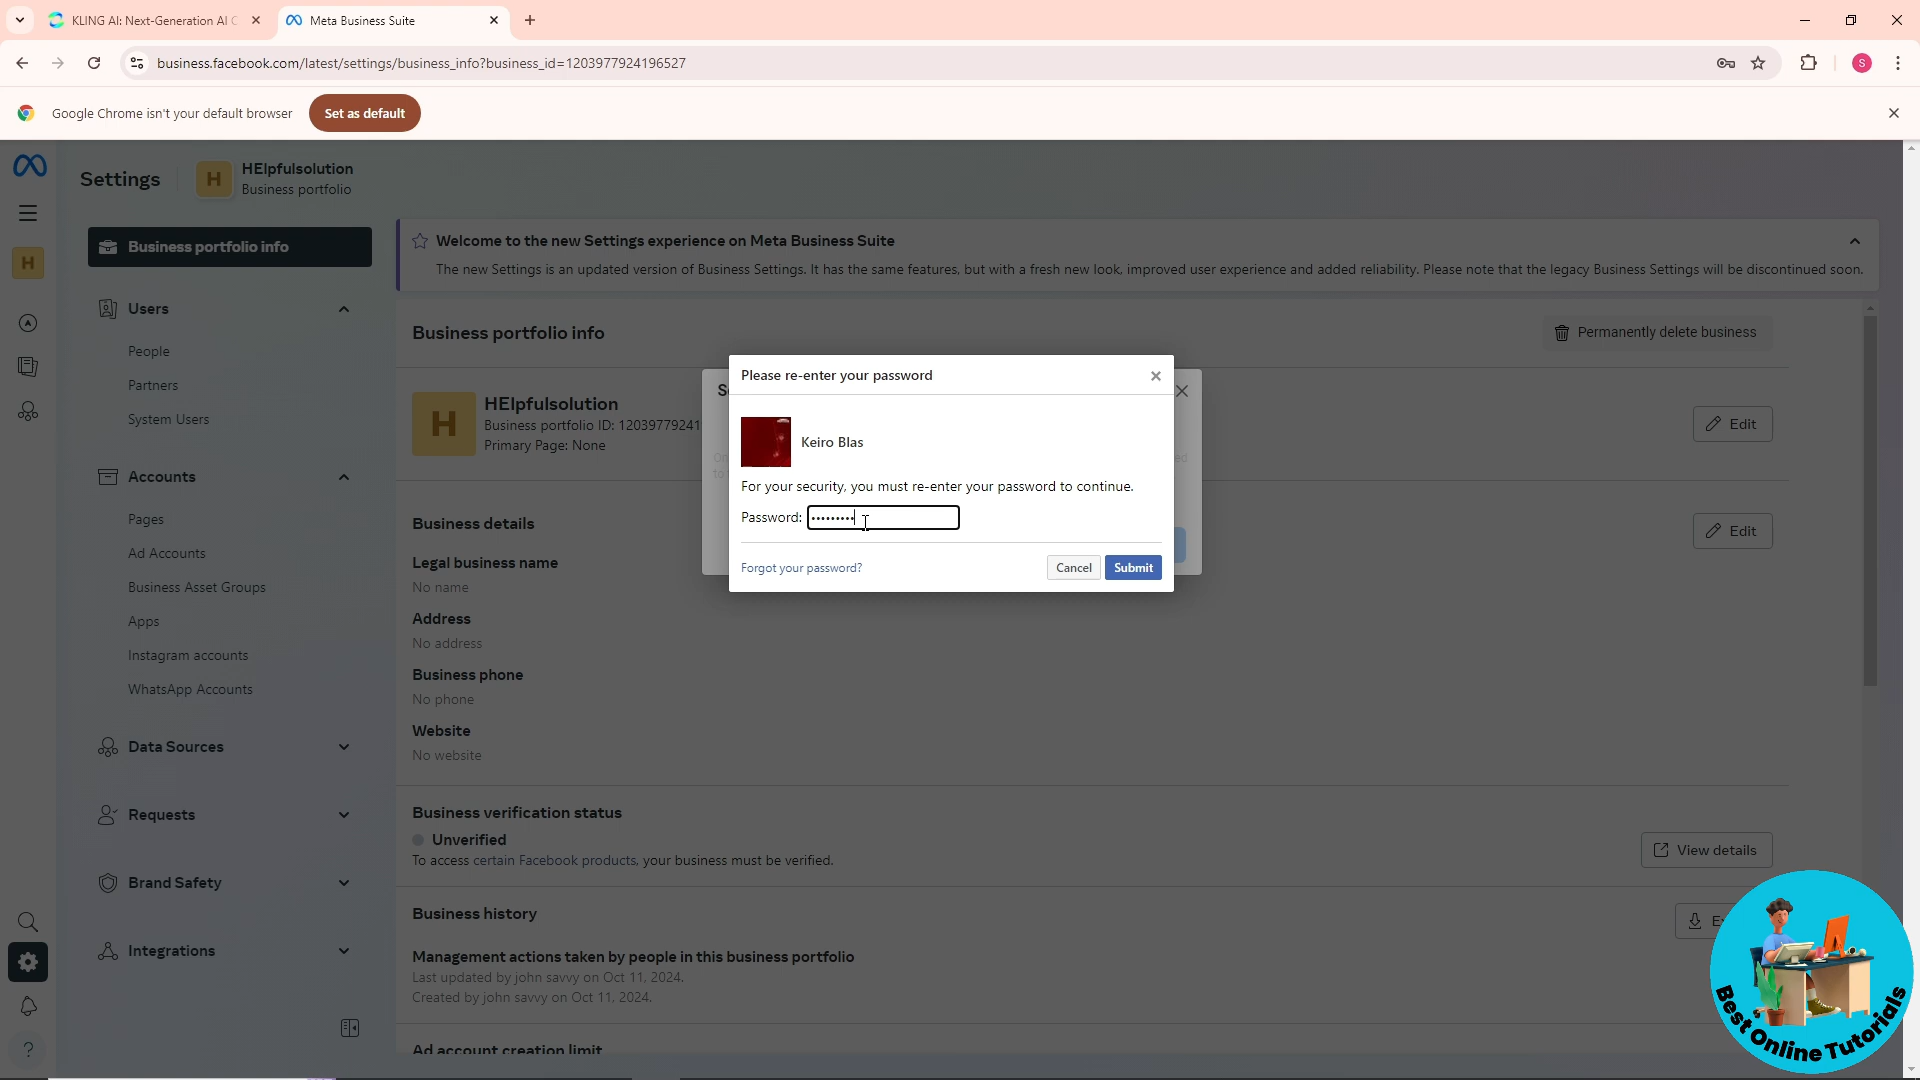 KLING AI: Next-Generation AI C
Meta Business Suite
business.facebook.com/latest/settings/business_info?business_id=1203977924196527
S
Google Chrome isn't your default browser
Set as default
Settings
H
HElpfulsolution
Business portfolio
H
Business portfolio info
Users
People
Partners
System Users
Accounts
Pages
Ad Accounts
Business Asset Groups
Apps
Instagram accounts
WhatsApp Accounts
Data Sources
Requests
Brand Safety
Integrations
?
Welcome to the new Settings experience on Meta Business Suite
The new Settings is an updated version of Business Settings. It has the same features, but with a fresh new look, improved user experience and added reliability. Please note that the legacy Business Settings will be discontinued soon.
Business portfolio info
Permanently delete business
H
HElpfulsolution
Business portfolio ID: 12039779241
Primary Page: None
Edit
Business details
Edit
Legal business name
No name
Address
No address
Business phone
No phone
Website
No website
Business verification status
Unverified
To access certain Facebook products, your business must be verified.
View details
Business history
Management actions taken by people in this business portfolio
Last updated by john savvy on Oct 11, 2024.
Created by john savvy on Oct 11, 2024.
Ad account creation limit
Please re-enter your password
Keiro Blas
For your security, you must re-enter your password to continue.
Password: •••••••••
Forgot your password?
Cancel
Submit
Best Online Tutorials